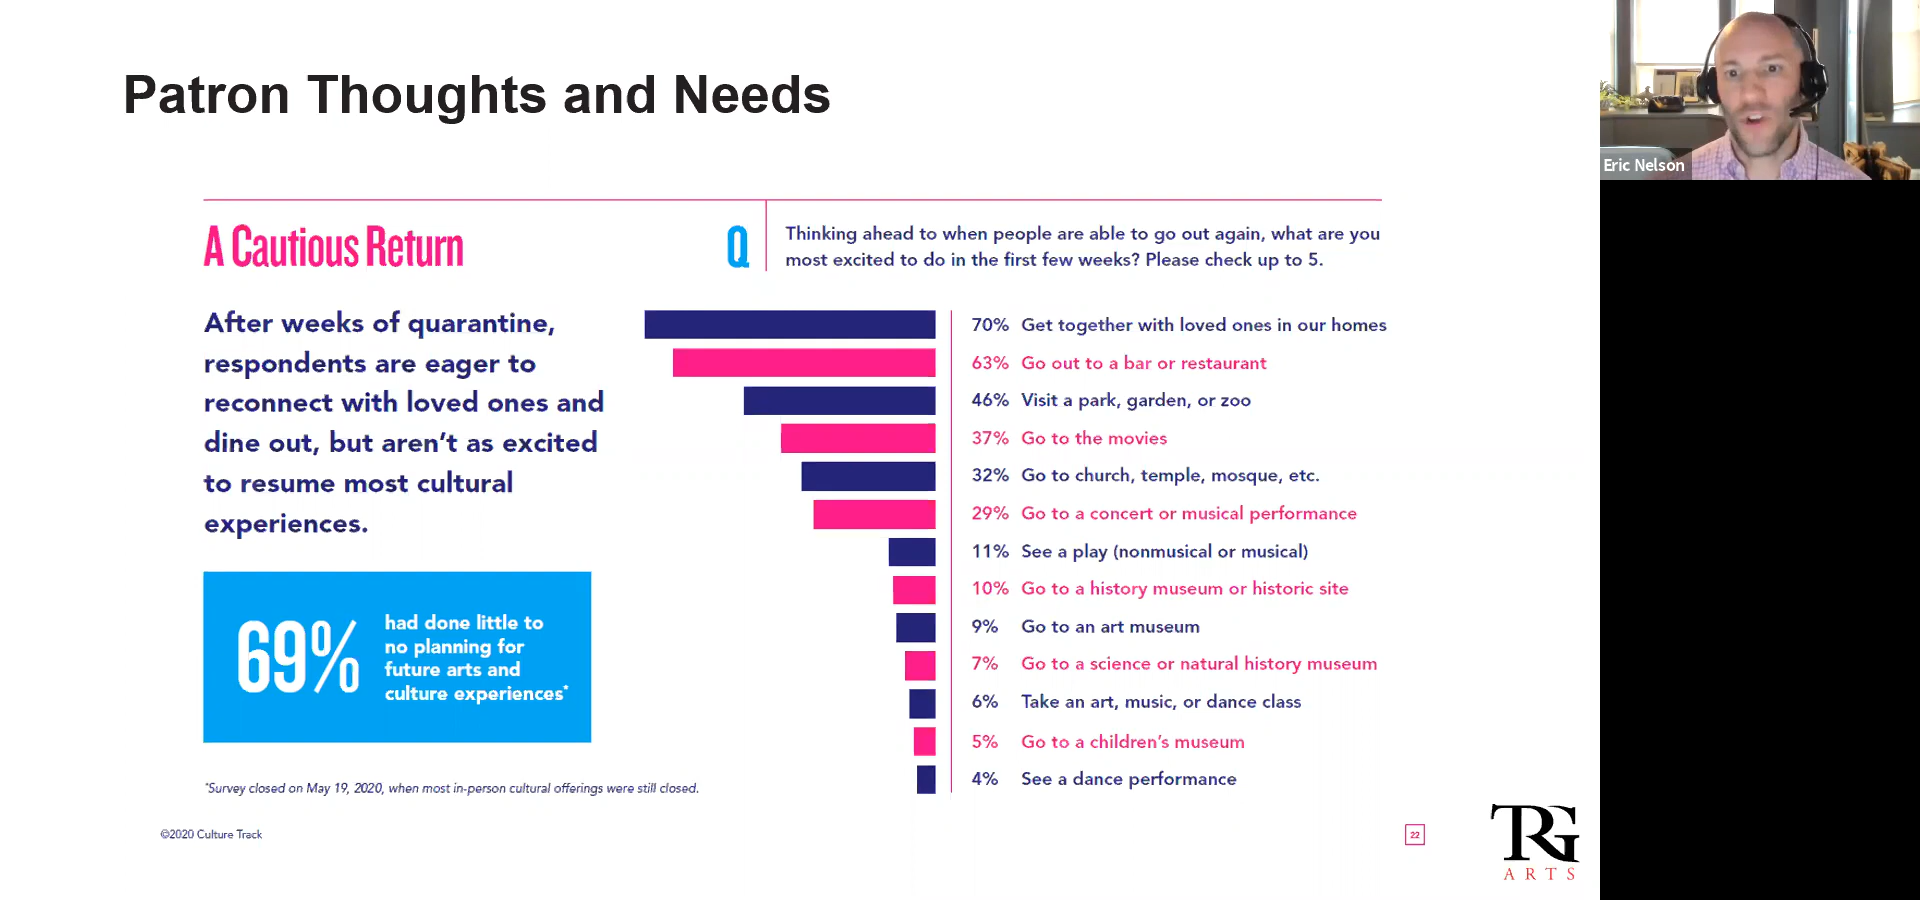 Patron Thoughts and Needs
Eric Nelson
A Cautious Return
Q
Thinking ahead to when people are able to go out again, what are you
most excited to do in the first few weeks? Please check up to 5.
After weeks of quarantine,
respondents are eager to
reconnect with loved ones and
dine out, but aren't as excited
to resume most cultural
experiences.
69%
had done little to
no planning for
future arts and
culture experiences*
70% Get together with loved ones in our homes
63% Go out to a bar or restaurant
46% Visit a park, garden, or zoo
37% Go to the movies
32% Go to church, temple, mosque, etc.
29% Go to a concert or musical performance
11% See a play (nonmusical or musical)
10% Go to a history museum or historic site
9% Go to an art museum
7% Go to a science or natural history museum
6% Take an art, music, or dance class
5% Go to a children's museum
4% See a dance performance
*Survey closed on May 19, 2020, when most in-person cultural offerings were still closed.
©2020 Culture Track
22
TRG
ARTS